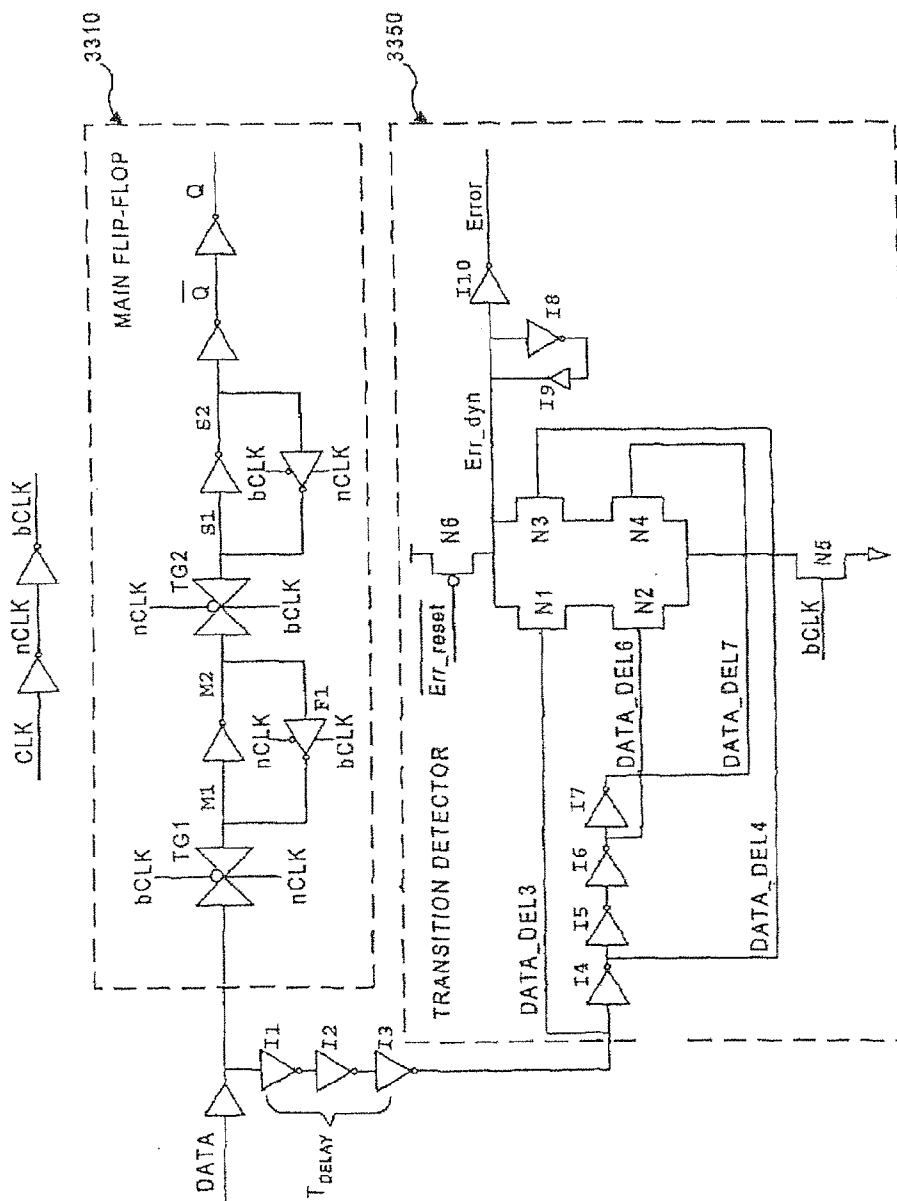 CLK
nCLK
bCLK
3310
MAIN FLIP-FLOP
bCLK
TG1
nCLK
M1
M2
nCLK
F1
bCLK
nCLK
TG2
bCLK
S1
S2
bCLK
nCLK
Q
Q
DATA
I1
I2
I3
TDELAY
3350
TRANSITION DETECTOR
Err_reset
N6
Err_dyn
I10
Error
I8
I9
N1
N3
N2
N4
N5
bCLK
DATA_DEL3
DATA_DEL6
DATA_DEL7
DATA_DEL4
I4
I5
I6
I7